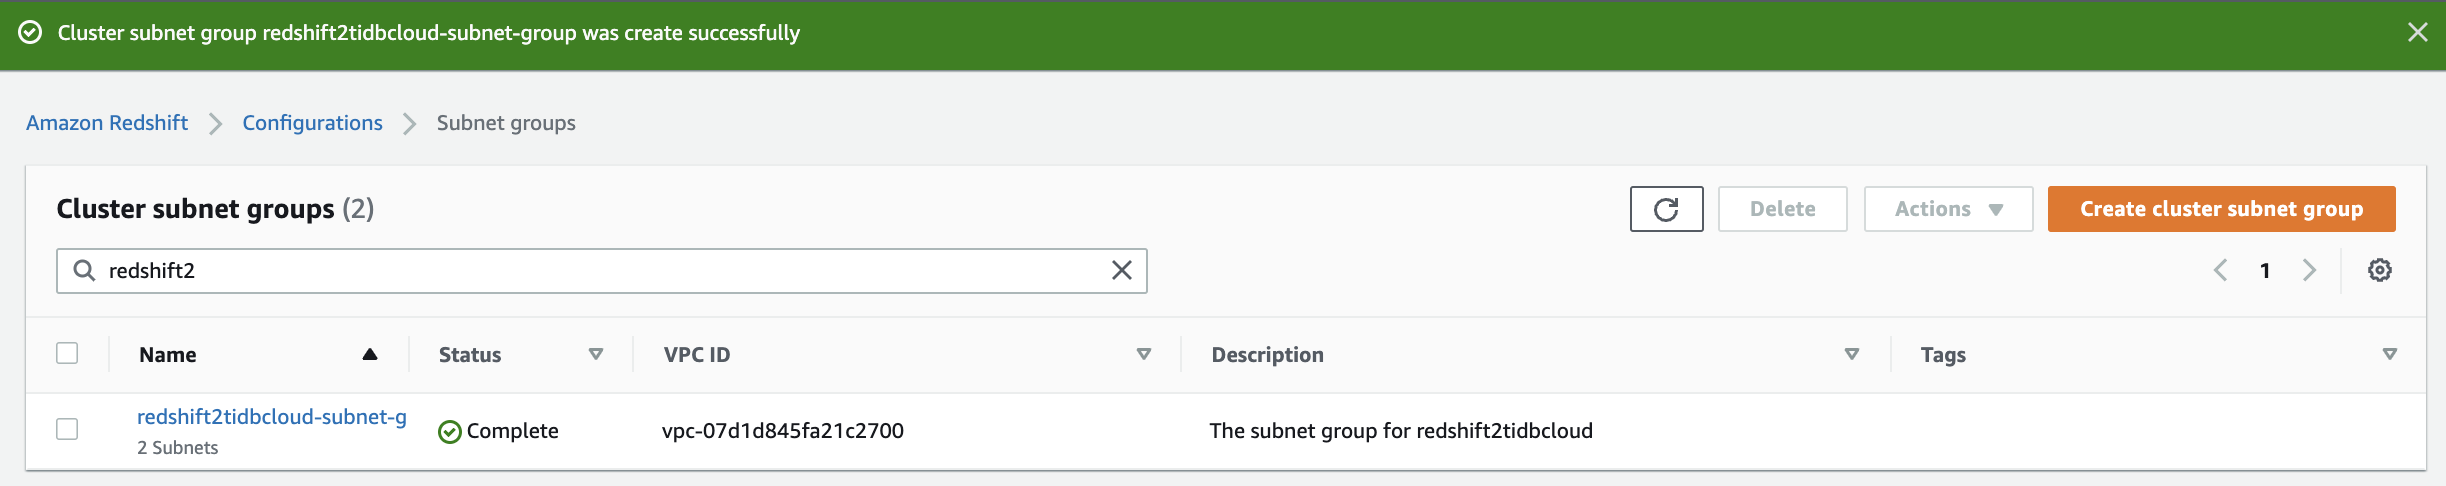 Cluster subnet group redshift2tidbcloud-subnet-group was create successfully
Amazon Redshift Configurations Subnet groups
Cluster subnet groups (2)
Delete Actions Create cluster subnet group
redshift2
1
Name Status VPC ID Description Tags
redshift2tidbcloud-subnet-g
2 Subnets
Complete vpc-07d1d845fa21c2700 The subnet group for redshift2tidbcloud